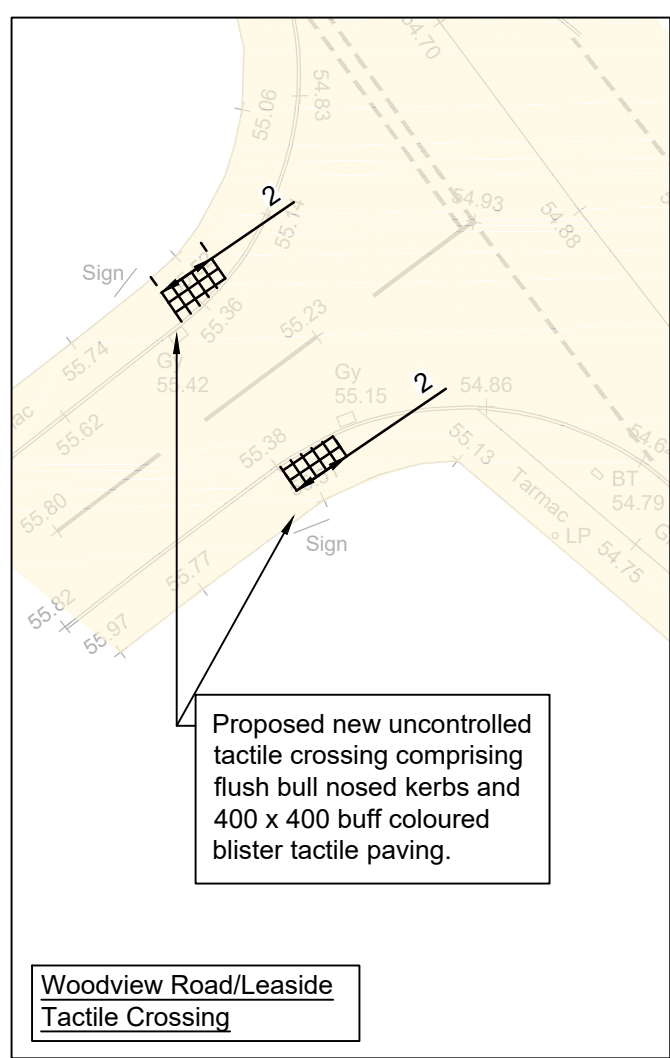 54.70
54.83
55.06
2
54.93
55.14
54.88
Sign
55.36
55.23
55.74
Gy
55.42
Gy
55.15
2
54.86
55.62
55.38
55.13
BT
54.79
55.80
Tarmac
Sign
LP
54.75
55.77
55.82
55.97
Proposed new uncontrolled
tactile crossing comprising
flush bull nosed kerbs and
400 x 400 buff coloured
blister tactile paving.
Woodview Road/Leaside
Tactile Crossing